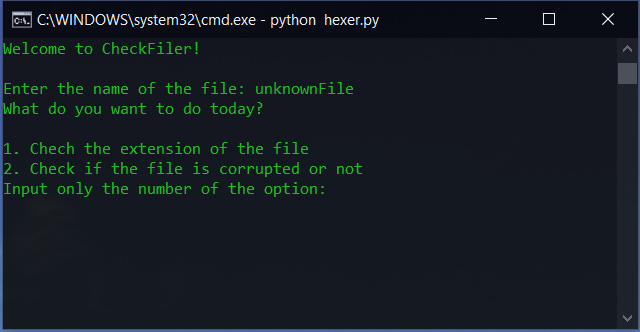 C:\WINDOWS\system32\cmd.exe - python  hexer.py
Welcome to CheckFiler!
Enter the name of the file: unknownFile
What do you want to do today?
1. Chech the extension of the file
2. Check if the file is corrupted or not
Input only the number of the option: